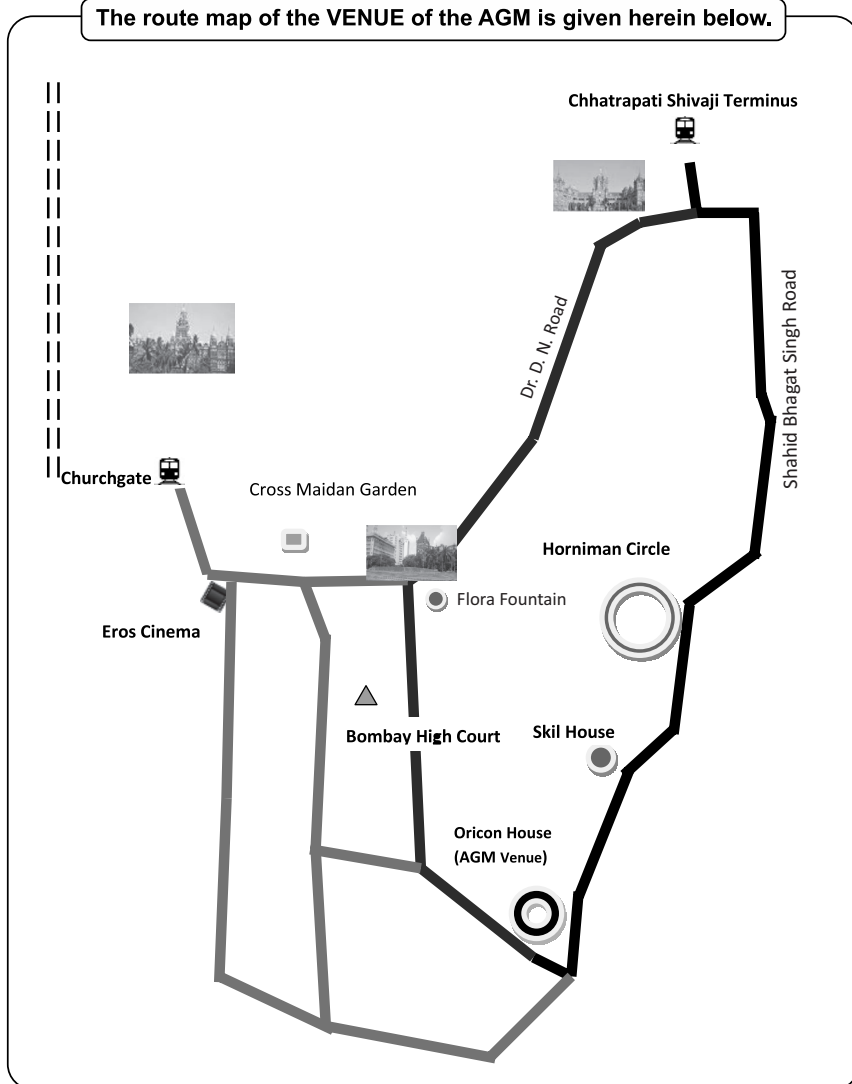 The route map of the VENUE of the AGM is given herein below.
Chhatrapati Shivaji Terminus
Dr. D. N. Road
Shahid Bhagat Singh Road
Churchgate
Cross Maidan Garden
Horniman Circle
Flora Fountain
Eros Cinema
Bombay High Court
Skil House
Oricon House
(AGM Venue)